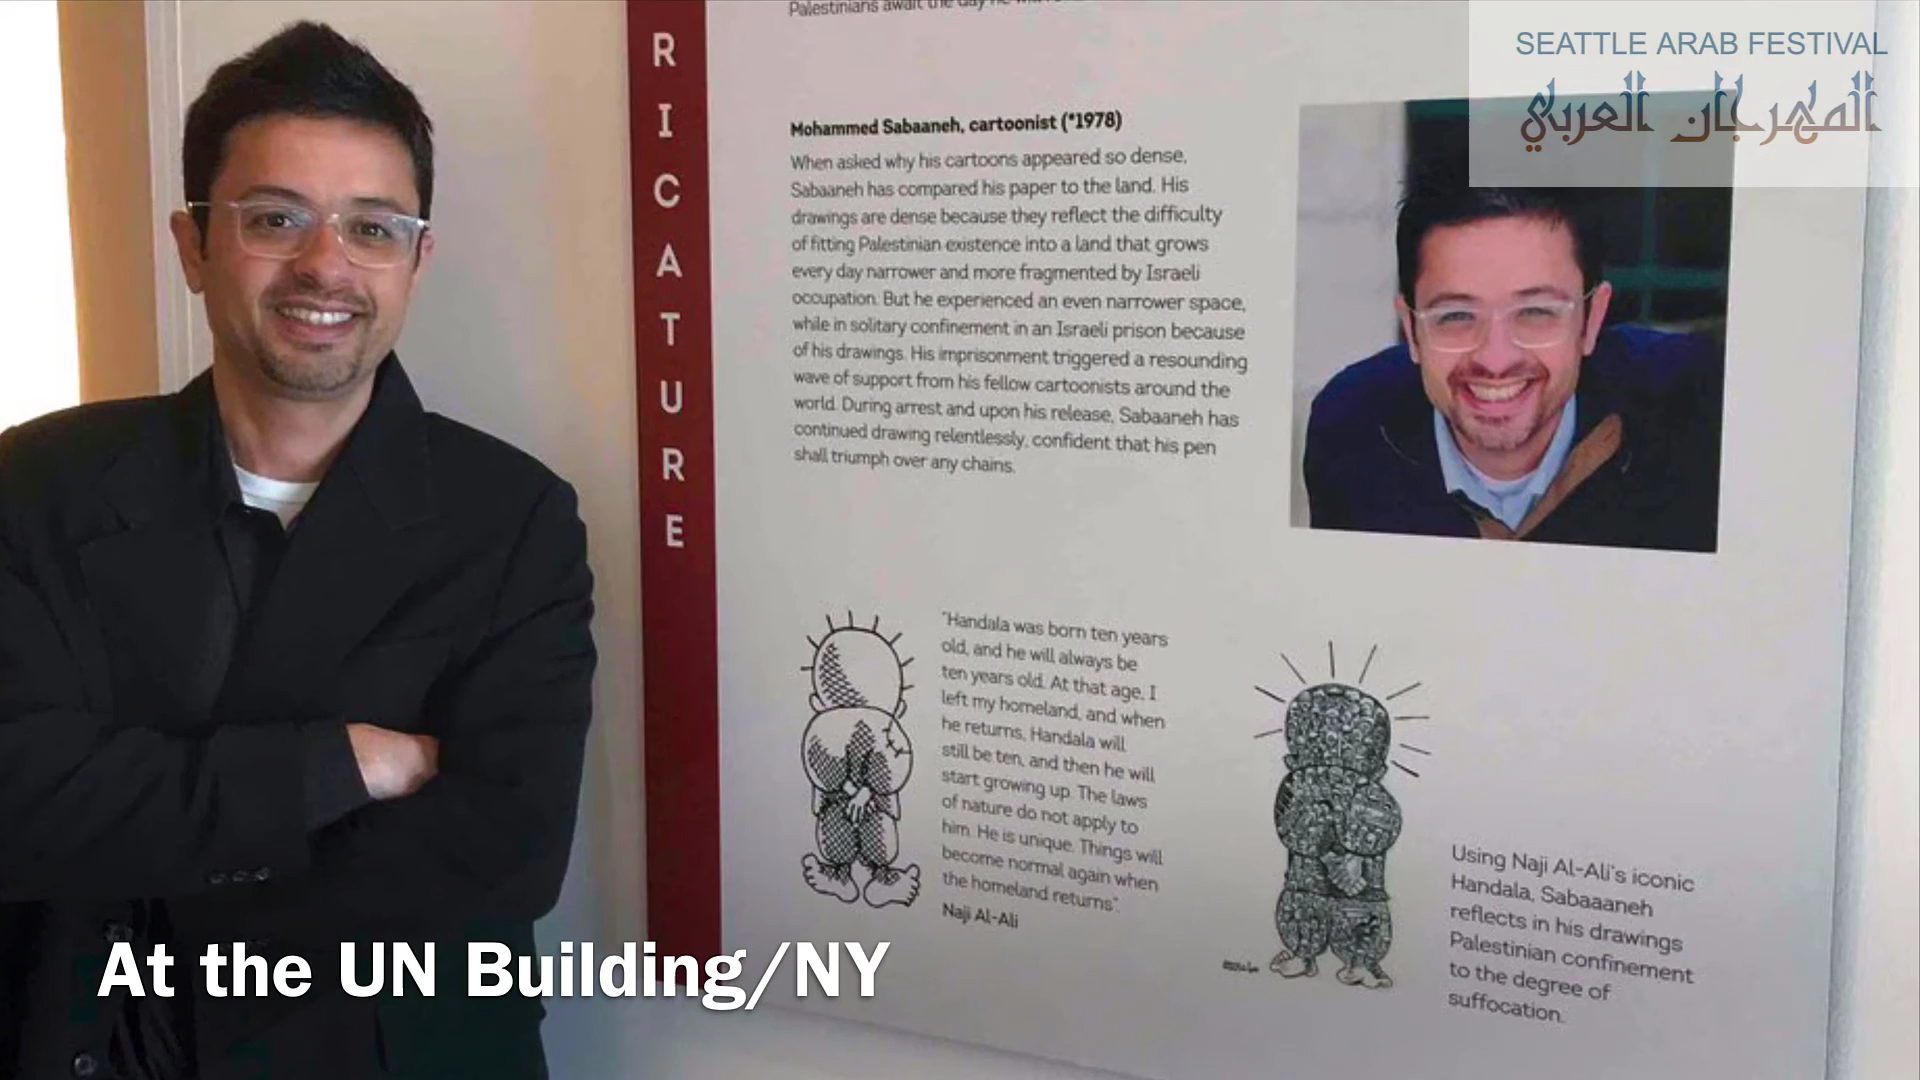 Palestinians await the day he
SEATTLE ARAB FESTIVAL
المهرجان العربي
R
I
C
A
T
U
R
E
Mohammed Sabaaneh, cartoonist (*1978)
When asked why his cartoons appeared so dense,
Sabaaneh has compared his paper to the land. His
drawings are dense because they reflect the difficulty
of fitting Palestinian existence into a land that grows
every day narrower and more fragmented by Israeli
occupation. But he experienced an even narrower space,
while in solitary confinement in an Israeli prison because
of his drawings. His imprisonment triggered a resounding
wave of support from his fellow cartoonists around the
world. During arrest and upon his release, Sabaaneh has
continued drawing relentlessly, confident that his pen
shall triumph over any chains.
"Handala was born ten years
old, and he will always be
ten years old. At that age, I
left my homeland, and when
he returns, Handala will
still be ten, and then he will
start growing up. The laws
of nature do not apply to
him. He is unique. Things will
become normal again when
the homeland returns".
Naji Al-Ali
Using Naji Al-Ali's iconic
Handala, Sabaaaneh
reflects in his drawings
Palestinian confinement
to the degree of
suffocation.
At the UN Building/NY